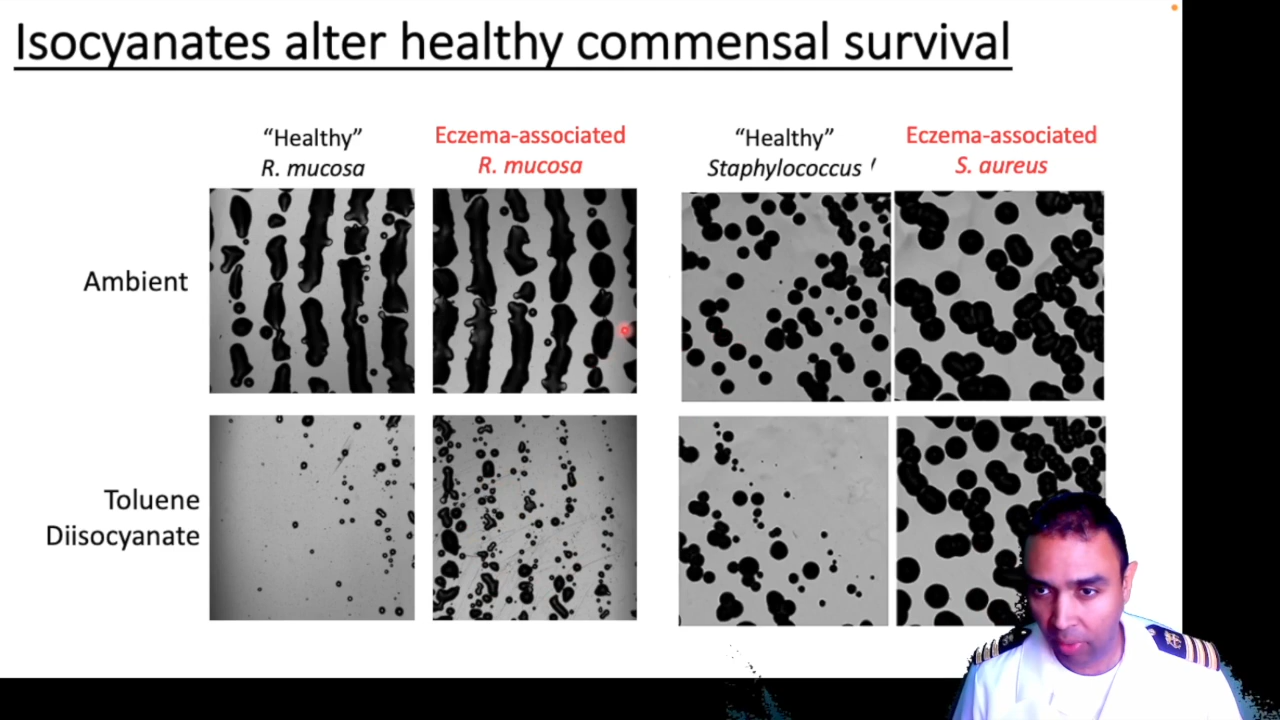 Isocyanates alter healthy commensal survival
“Healthy”
R. mucosa
Eczema-associated
R. mucosa
“Healthy”
Staphylococcus
Eczema-associated
S. aureus
Ambient
Toluene
Diisocyanate